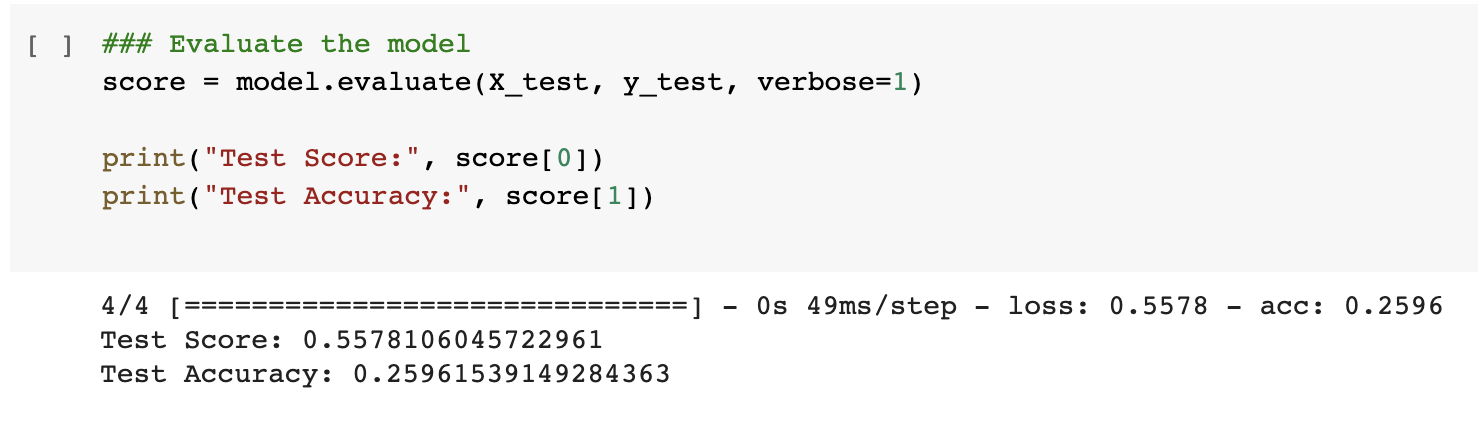 [ ] ### Evaluate the model
score = model.evaluate(X_test, y_test, verbose=1)
print("Test Score:", score[0])
print("Test Accuracy:", score[1])
4/4 [==============================] - 0s 49ms/step - loss: 0.5578 - acc: 0.2596
Test Score: 0.5578106045722961
Test Accuracy: 0.25961539149284363